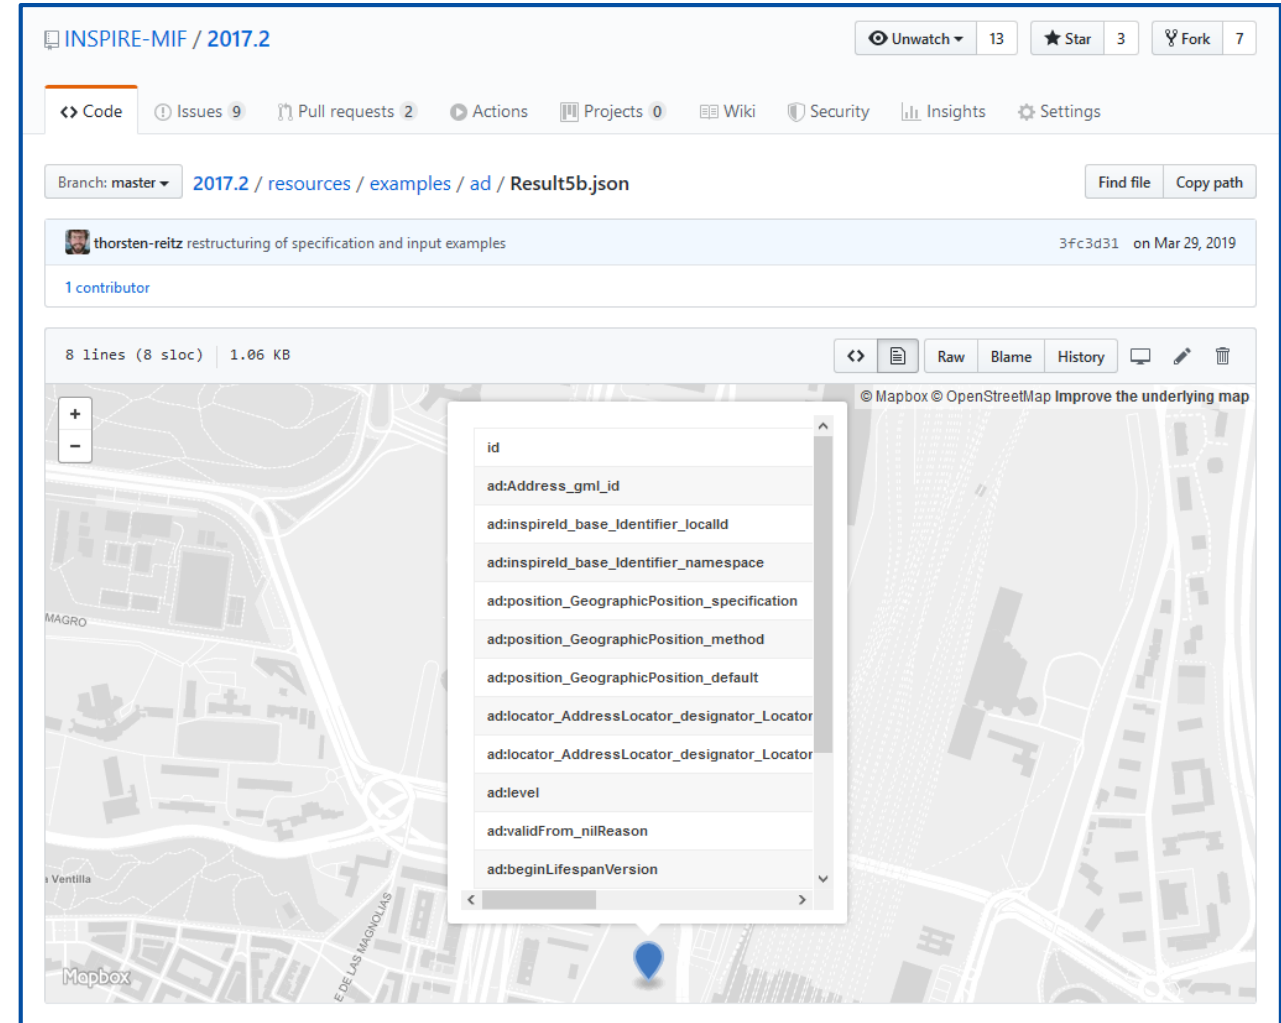 INSPIRE-MIF / 2017.2
Unwatch 13
Star 3
Fork 7
Code
Issues 9
Pull requests 2
Actions
Projects 0
Wiki
Security
Insights
Settings
Branch: master
2017.2 / resources / examples / ad / Result5b.json
Find file
Copy path
thorsten-reitz restructuring of specification and input examples
3fc3d31 on Mar 29, 2019
1 contributor
8 lines (8 sloc) 1.06 KB
Raw
Blame
History
© Mapbox © OpenStreetMap Improve the underlying map
+
−
id
ad:Address_gml_id
ad:inspireId_base_Identifier_localId
ad:inspireId_base_Identifier_namespace
ad:position_GeographicPosition_specification
ad:position_GeographicPosition_method
ad:position_GeographicPosition_default
ad:locator_AddressLocator_designator_Locator
ad:locator_AddressLocator_designator_Locator
ad:level
ad:validFrom_nilReason
ad:beginLifespanVersion
MAGRO
Ventilla
E DE LAS MAGNOLIAS
Mapbox